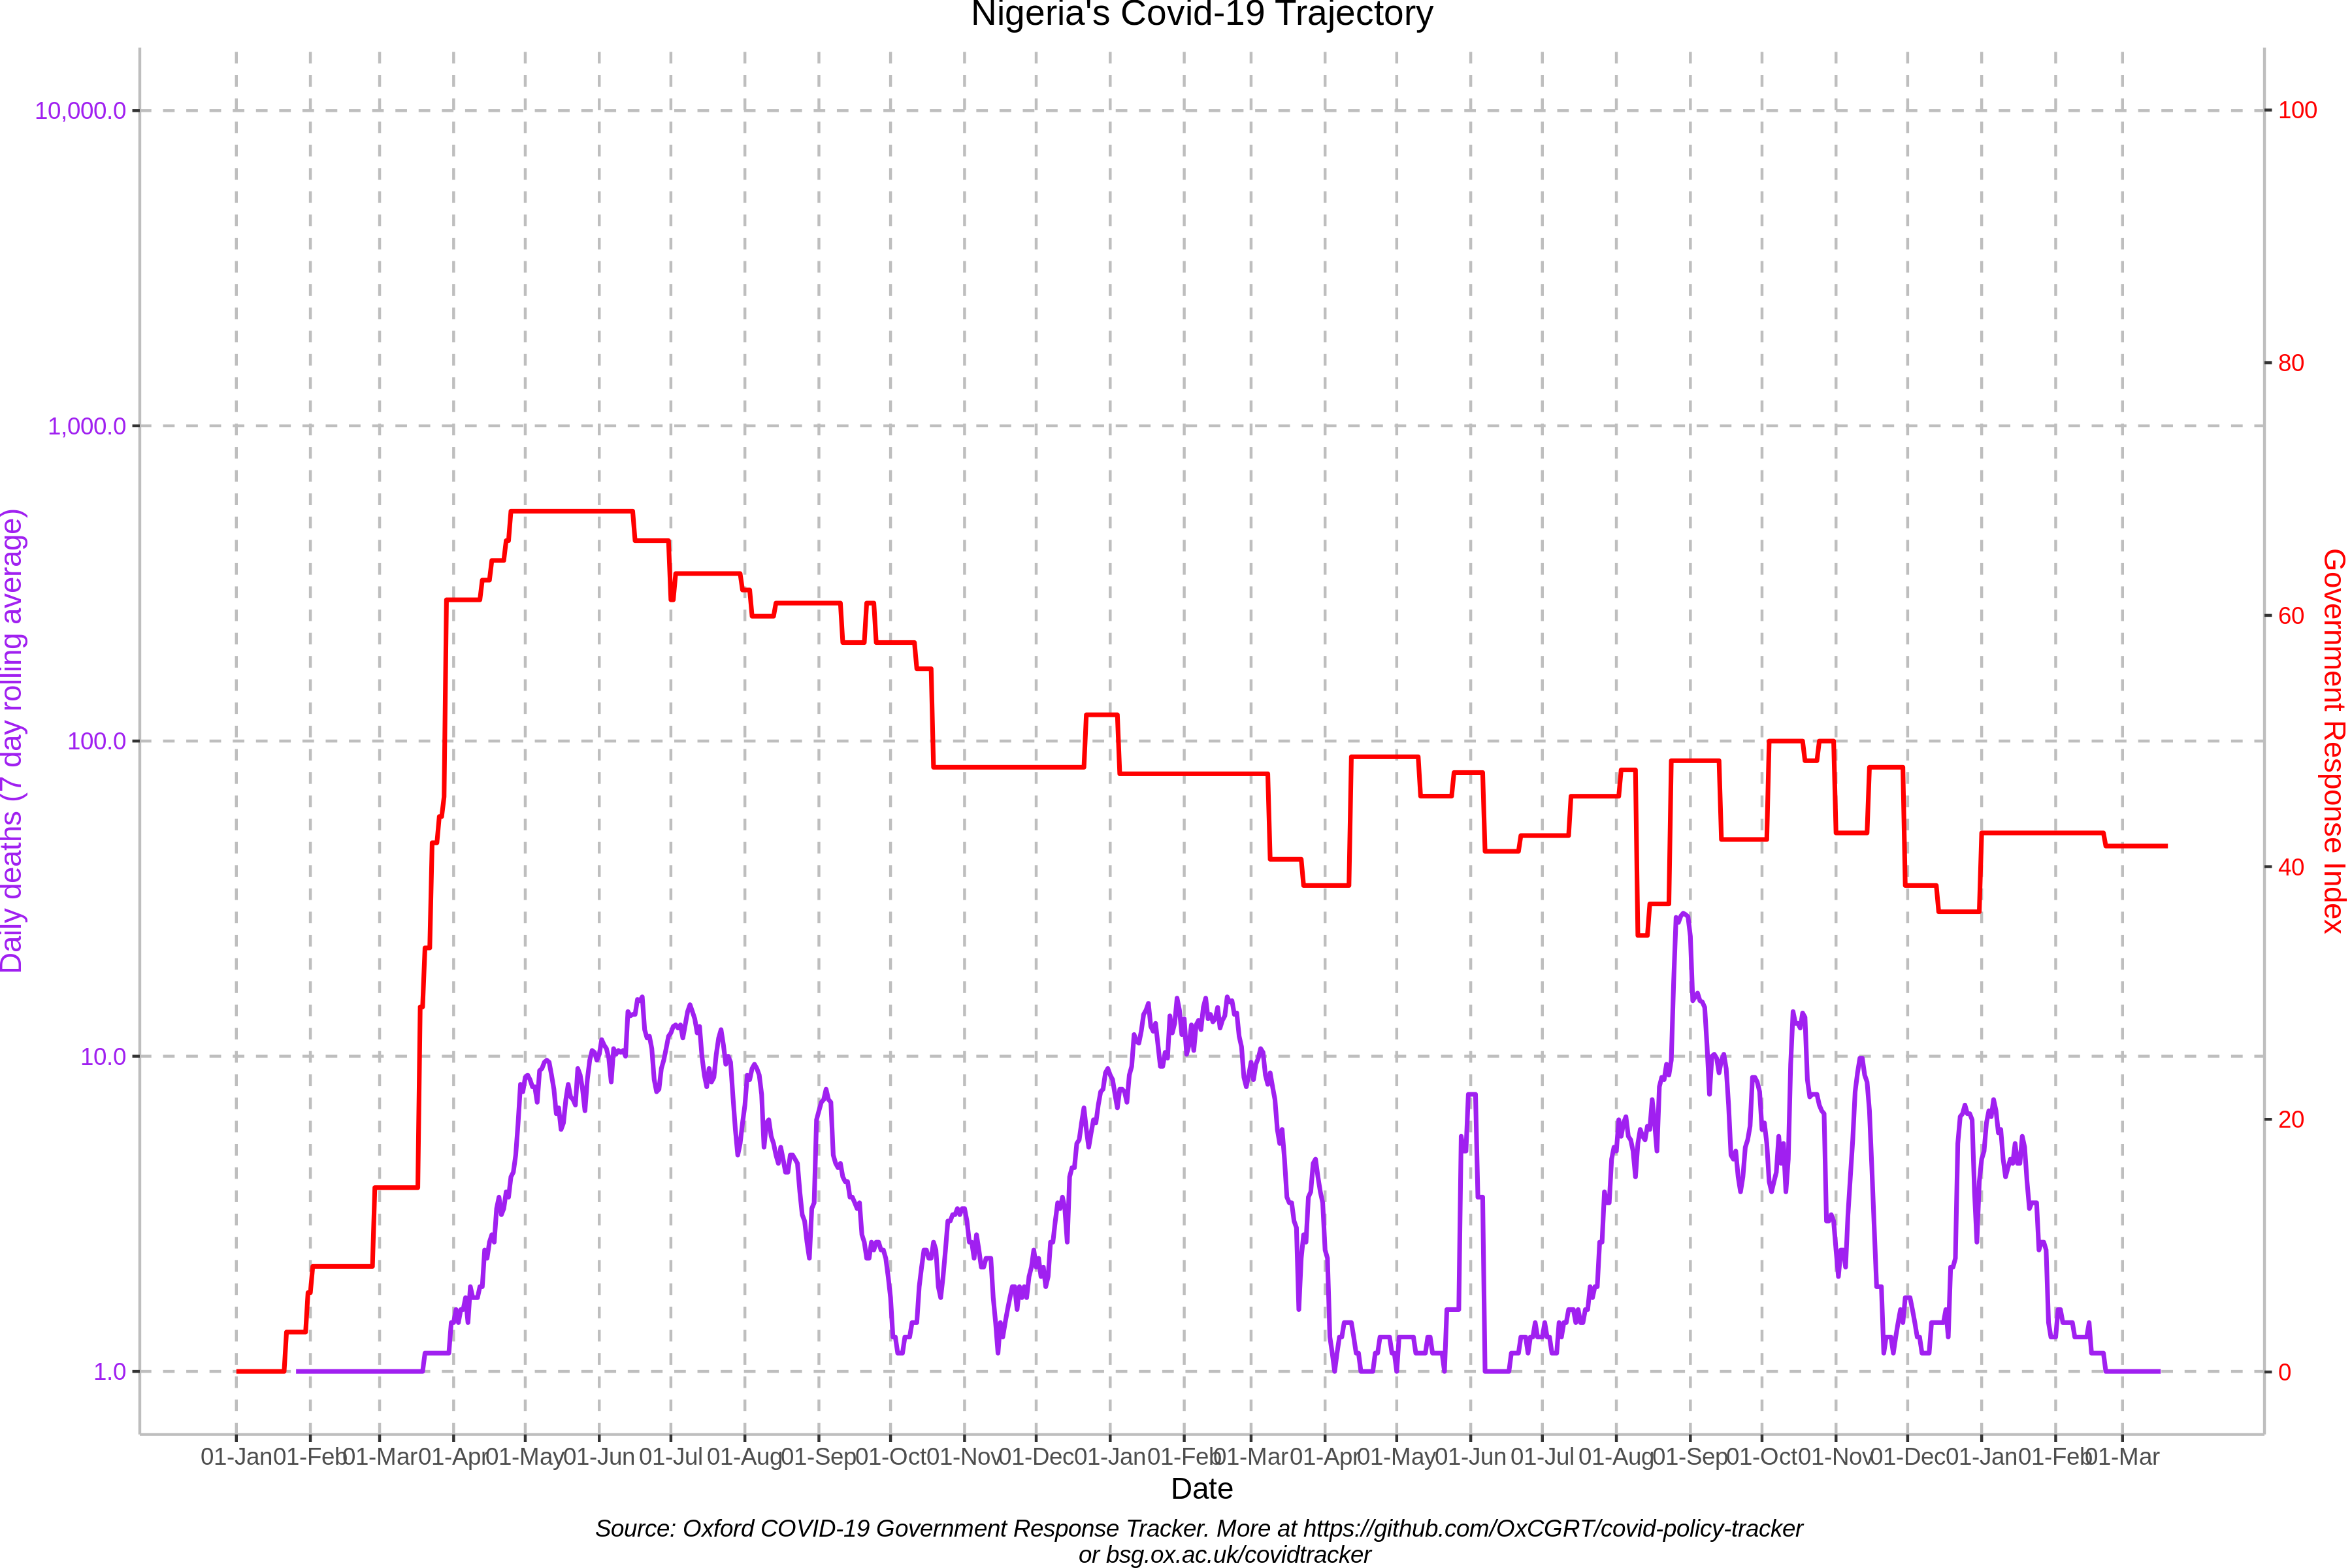 Nigeria's Covid-19 Trajectory
10,000.0
1,000.0
100.0
10.0
1.0
Daily deaths (7 day rolling average)
100
80
60
40
20
0
Government Response Index
01-Jan 01-Feb 01-Mar 01-Apr 01-May 01-Jun 01-Jul 01-Aug 01-Sep 01-Oct 01-Nov 01-Dec 01-Jan 01-Feb 01-Mar 01-Apr 01-May 01-Jun 01-Jul 01-Aug 01-Sep 01-Oct 01-Nov 01-Dec 01-Jan 01-Feb 01-Mar
Date
Source: Oxford COVID-19 Government Response Tracker. More at https://github.com/OxCGRT/covid-policy-tracker
or bsg.ox.ac.uk/covidtracker